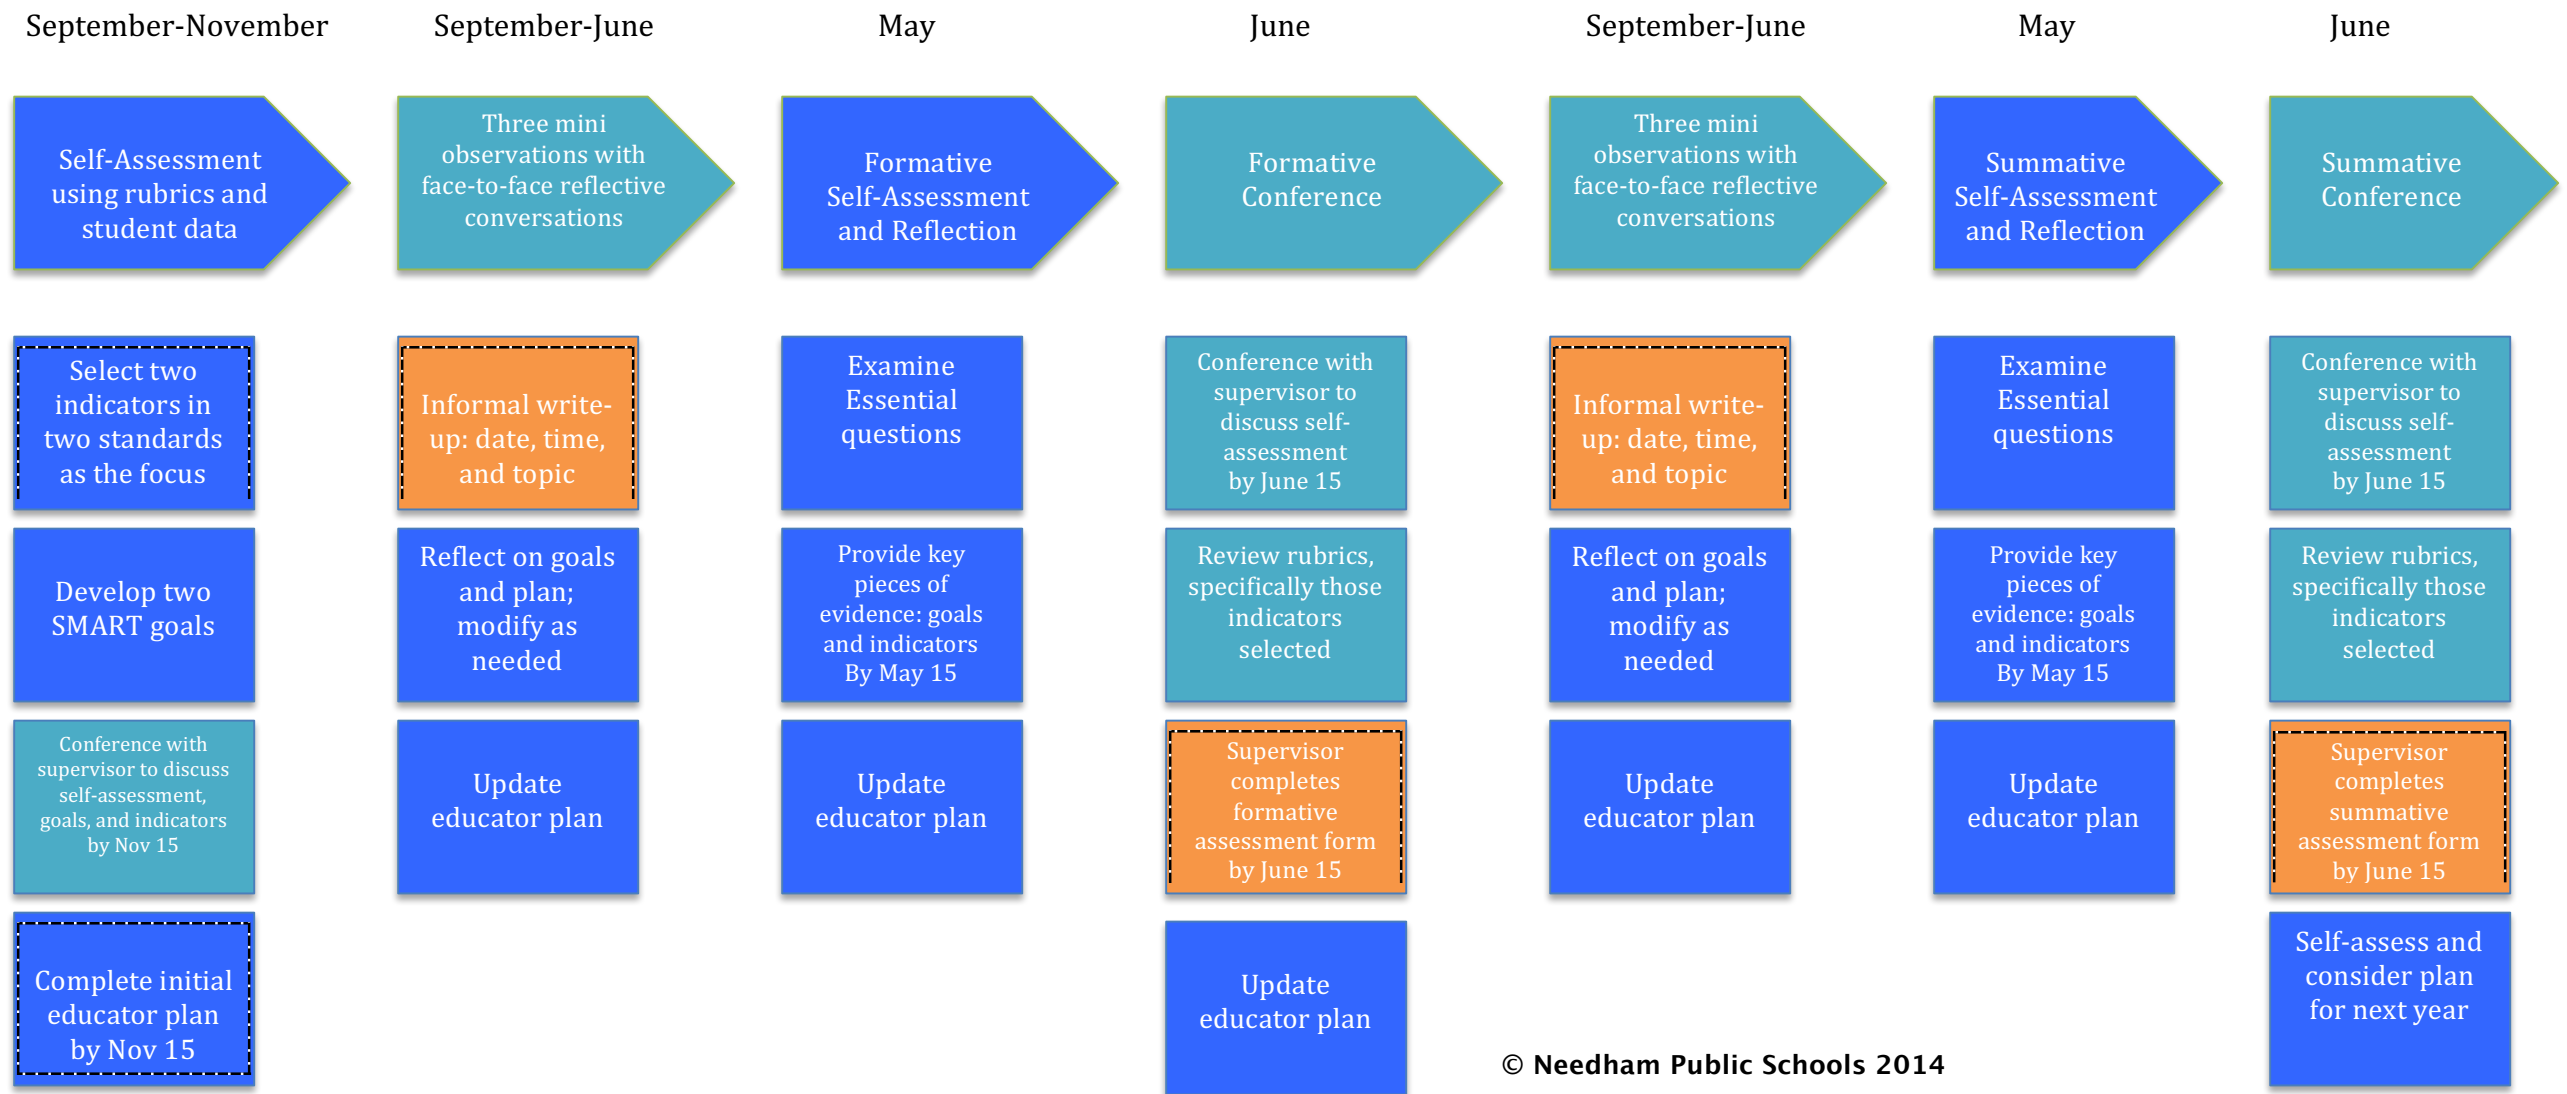 September-November
September-June
May
June
September-June
May
June
Self-Assessment
using rubrics and
student data
Three mini
observations with
face-to-face reflective
conversations
Formative
Self-Assessment
and Reflection
Formative
Conference
Three mini
observations with
face-to-face reflective
conversations
Summative
Self-Assessment
and Reflection
Summative
Conference
Select two
indicators in
two standards
as the focus
Informal write-
up: date, time,
and topic
Examine
Essential
questions
Conference with
supervisor to
discuss self-
assessment
by June 15
Informal write-
up: date, time,
and topic
Examine
Essential
questions
Conference with
supervisor to
discuss self-
assessment
by June 15
Develop two
SMART goals
Reflect on goals
and plan;
modify as
needed
Provide key
pieces of
evidence: goals
and indicators
By May 15
Review rubrics,
specifically those
indicators
selected
Reflect on goals
and plan;
modify as
needed
Provide key
pieces of
evidence: goals
and indicators
By May 15
Review rubrics,
specifically those
indicators
selected
Conference with
supervisor to discuss
self-assessment,
goals, and indicators
by Nov 15
Update
educator plan
Update
educator plan
Supervisor
completes
formative
assessment form
by June 15
Update
educator plan
Update
educator plan
Supervisor
completes
summative
assessment form
by June 15
Complete initial
educator plan
by Nov 15
Update
educator plan
Self-assess and
consider plan
for next year
© Needham Public Schools 2014